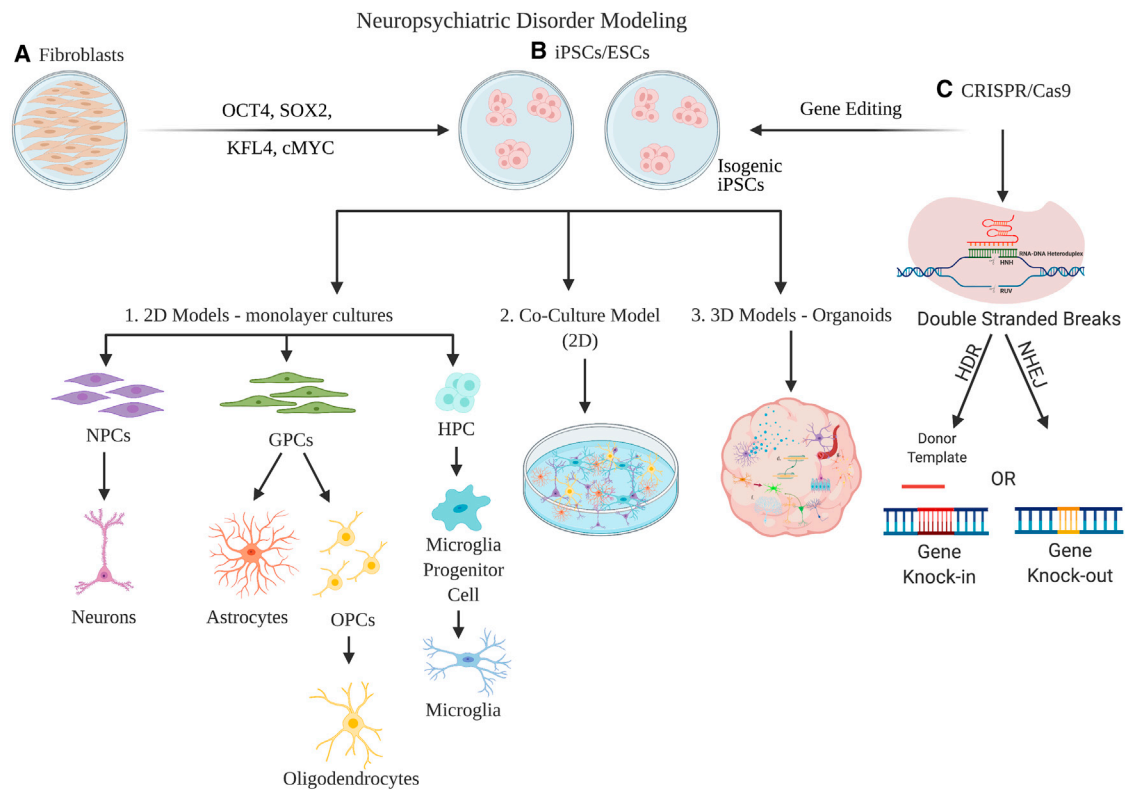 Neuropsychiatric Disorder Modeling
A Fibroblasts
B iPSCs/ESCs
C CRISPR/Cas9
OCT4, SOX2,
KFL4, cMYC
Gene Editing
Isogenic
iPSCs
RNA-DNA Heteroduplex
HNH
RUV
Double Stranded Breaks
1. 2D Models - monolayer cultures
2. Co-Culture Model
(2D)
3. 3D Models - Organoids
HDR
NHEJ
NPCs
GPCs
HPC
Donor
Template
OR
Microglia
Progenitor
Cell
Gene
Knock-in
Gene
Knock-out
Neurons
Astrocytes
OPCs
Microglia
Oligodendrocytes